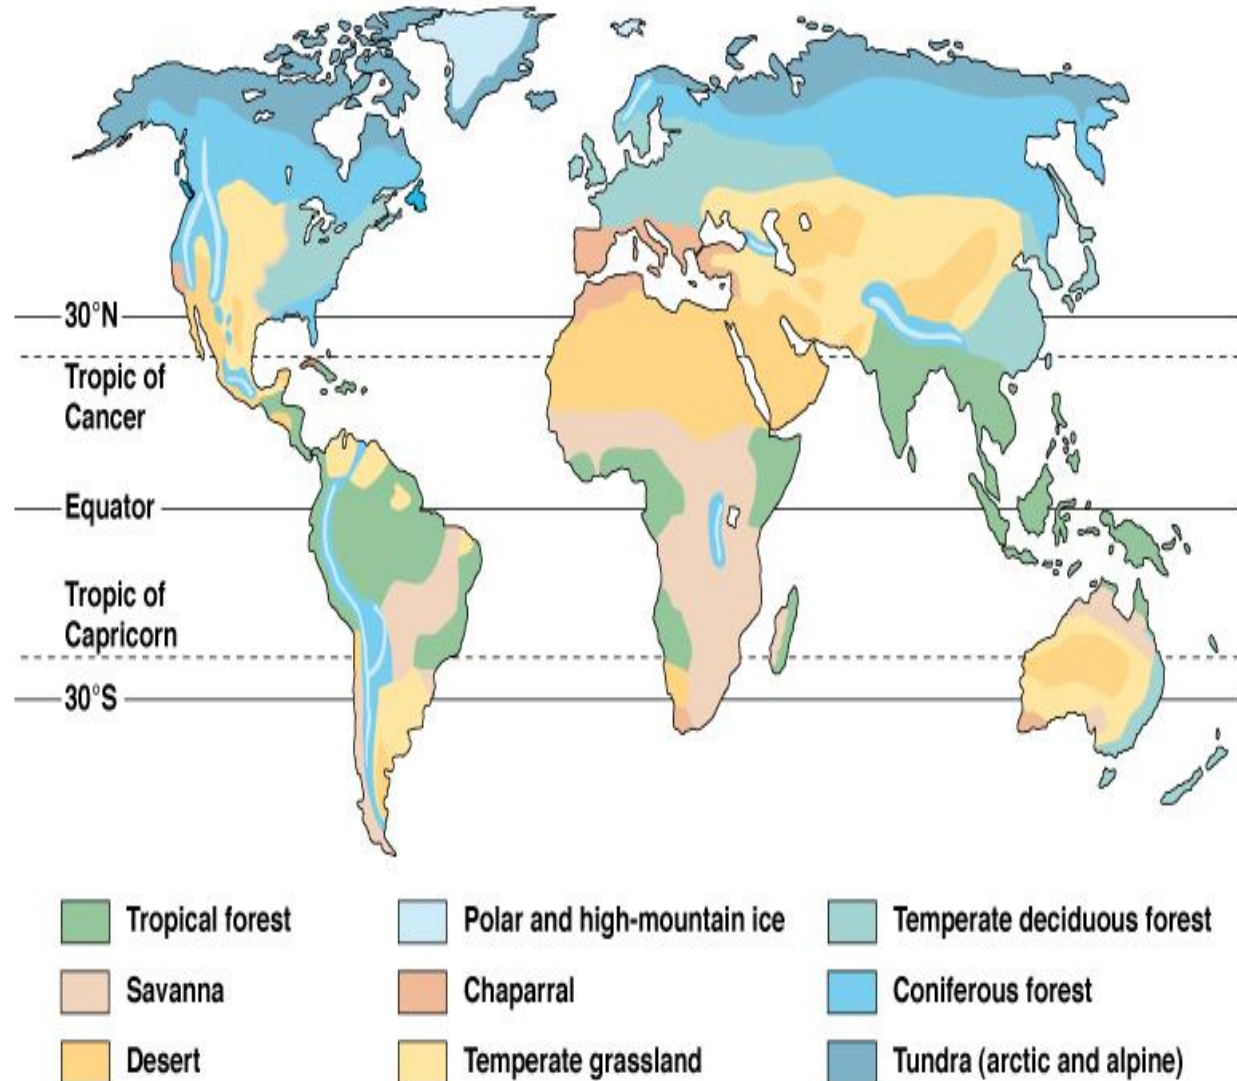 30°N
Tropic of
Cancer
Equator
Tropic of
Capricorn
30°S
Tropical forest
Polar and high-mountain ice
Temperate deciduous forest
Savanna
Chaparral
Coniferous forest
Desert
Temperate grassland
Tundra (arctic and alpine)